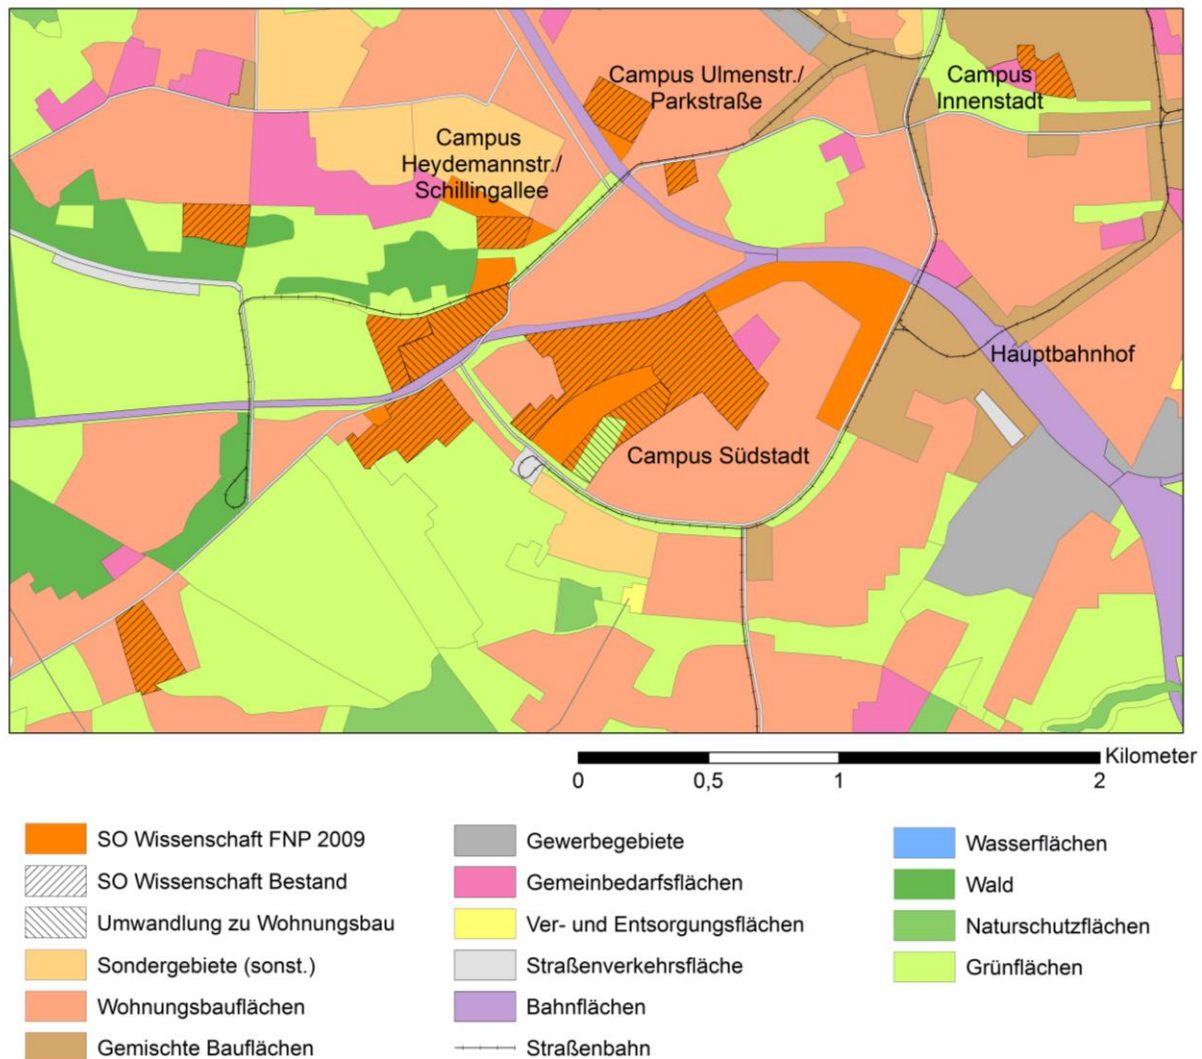 Campus Ulmenstr./
Parkstraße
Campus
Innenstadt
Campus
Heydemannstr./
Schillingallee
Hauptbahnhof
Campus Südstadt
Kilometer
0 0,5 1 2
SO Wissenschaft FNP 2009
SO Wissenschaft Bestand
Umwandlung zu Wohnungsbau
Sondergebiete (sonst.)
Wohnungsbauflächen
Gemischte Bauflächen
Gewerbegebiete
Gemeinbedarfsflächen
Ver- und Entsorgungsflächen
Straßenverkehrsfläche
Bahnflächen
Straßenbahn
Wasserflächen
Wald
Naturschutzflächen
Grünflächen